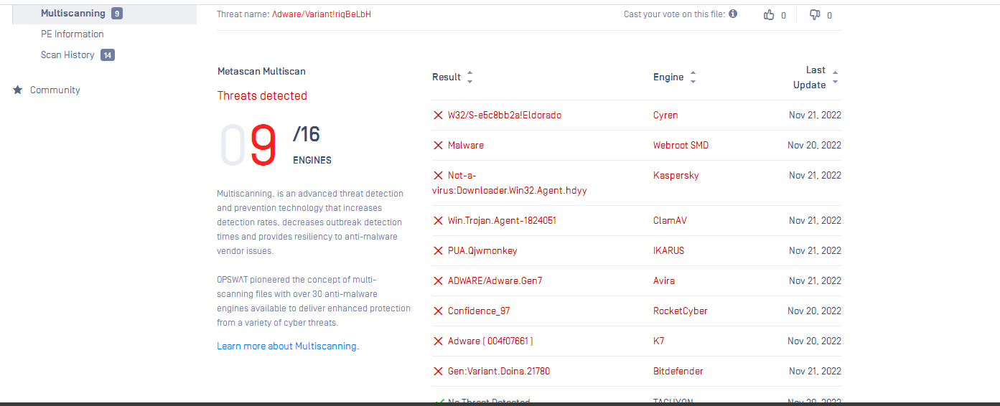 Multiscanning 9
PE Information
Scan History 14
Community
Threat name: Adware/Variant!riqBeLbH
Cast your vote on this file: 0 0
Metascan Multiscan
Threats detected
09 /16
ENGINES
Multiscanning, is an advanced threat detection
and prevention technology that increases
detection rates, decreases outbreak detection
times and provides resiliency to anti-malware
vendor issues.
OPSWAT pioneered the concept of multi-
scanning files with over 30 anti-malware
engines available to deliver enhanced protection
from a variety of cyber threats.
Learn more about Multiscanning.
Result Engine Last
Update
W32/S-e5c8bb2a!Eldorado Cyren Nov 21, 2022
Malware Webroot SMD Nov 20, 2022
Not-a- Kaspersky Nov 21, 2022
virus:Downloader.Win32.Agent.hdyy
Win.Trojan.Agent-1824051 ClamAV Nov 21, 2022
PUA.Qjwmonkey IKARUS Nov 21, 2022
ADWARE/Adware.Gen7 Avira Nov 21, 2022
Confidence_97 RocketCyber Nov 20, 2022
Adware ( 004f07661 ) K7 Nov 20, 2022
Gen:Variant.Doina.21780 Bitdefender Nov 21, 2022
No Threat Detected TACHYON Nov 20, 2022